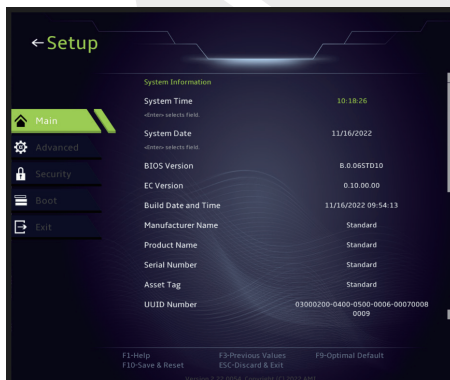 ←Setup
System Information
System Time 10:18:26
<Enter> selects field.
Main
System Date 11/16/2022
<Enter> selects field.
Advanced
BIOS Version B.0.06STD10
Security
EC Version 0.10.00.00
Boot
Build Date and Time 11/16/2022 09:54:13
Exit
Manufacturer Name Standard
Product Name Standard
Serial Number Standard
Asset Tag Standard
UUID Number 03000200-0400-0500-0006-00070008
0009
F1-Help F3-Previous Values F9-Optimal Default
F10-Save & Reset ESC-Discard & Exit